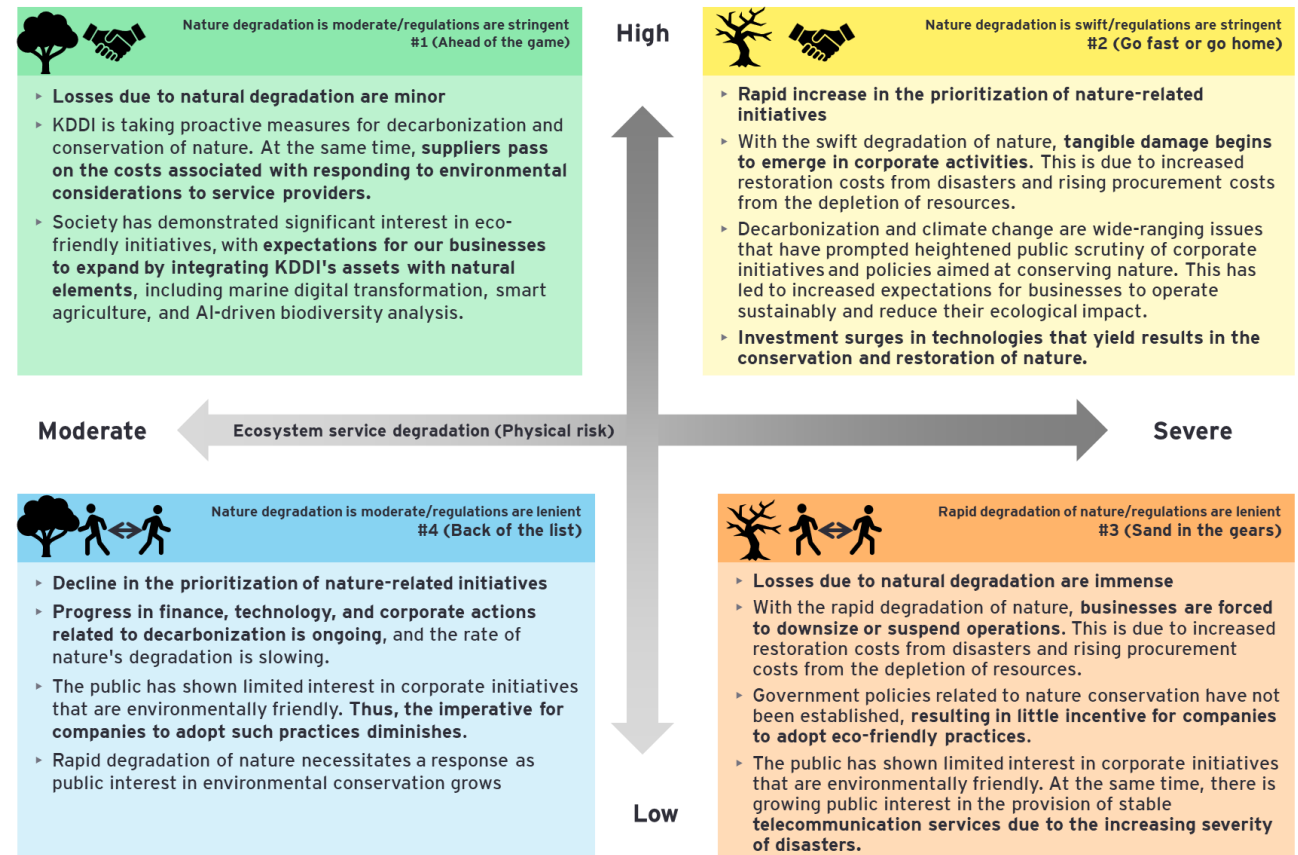 Nature degradation is moderate/regulations are stringent
#1 (Ahead of the game)
▸ Losses due to natural degradation are minor
▸ KDDI is taking proactive measures for decarbonization and
conservation of nature. At the same time, suppliers pass
on the costs associated with responding to environmental
considerations to service providers.
▸ Society has demonstrated significant interest in eco-
friendly initiatives, with expectations for our businesses
to expand by integrating KDDI's assets with natural
elements, including marine digital transformation, smart
agriculture, and AI-driven biodiversity analysis.
High
Nature degradation is swift/regulations are stringent
#2 (Go fast or go home)
▸ Rapid increase in the prioritization of nature-related
initiatives
▸ With the swift degradation of nature, tangible damage begins
to emerge in corporate activities. This is due to increased
restoration costs from disasters and rising procurement costs
from the depletion of resources.
▸ Decarbonization and climate change are wide-ranging issues
that have prompted heightened public scrutiny of corporate
initiatives and policies aimed at conserving nature. This has
led to increased expectations for businesses to operate
sustainably and reduce their ecological impact.
▸ Investment surges in technologies that yield results in the
conservation and restoration of nature.
Moderate
Ecosystem service degradation (Physical risk)
Severe
Nature degradation is moderate/regulations are lenient
#4 (Back of the list)
▸ Decline in the prioritization of nature-related initiatives
▸ Progress in finance, technology, and corporate actions
related to decarbonization is ongoing, and the rate of
nature's degradation is slowing.
▸ The public has shown limited interest in corporate initiatives
that are environmentally friendly. Thus, the imperative for
companies to adopt such practices diminishes.
▸ Rapid degradation of nature necessitates a response as
public interest in environmental conservation grows
Low
Rapid degradation of nature/regulations are lenient
#3 (Sand in the gears)
▸ Losses due to natural degradation are immense
▸ With the rapid degradation of nature, businesses are forced
to downsize or suspend operations. This is due to increased
restoration costs from disasters and rising procurement
costs from the depletion of resources.
▸ Government policies related to nature conservation have not
been established, resulting in little incentive for companies
to adopt eco-friendly practices.
▸ The public has shown limited interest in corporate initiatives
that are environmentally friendly. At the same time, there is
growing public interest in the provision of stable
telecommunication services due to the increasing severity
of disasters.